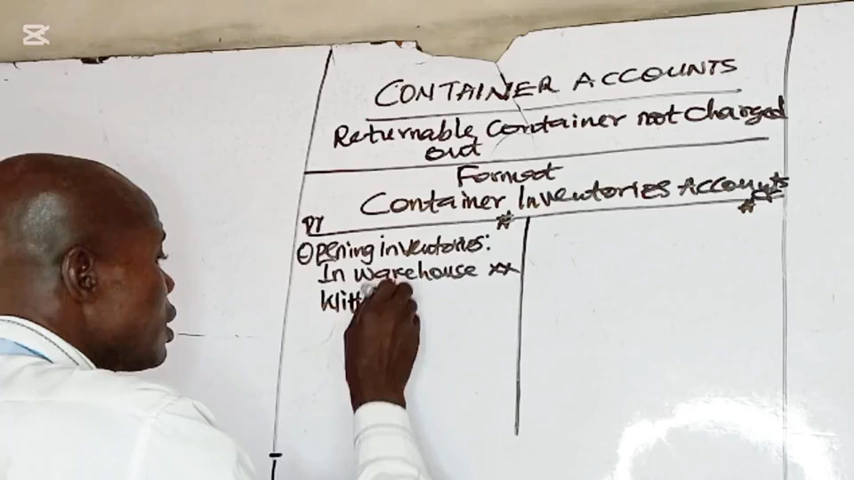 CONTAINER ACCOUNTS
Returnable Container not charged
out
Format
Container Inventories Accounts
Dr # #
Opening inventories:
In warehouse xx